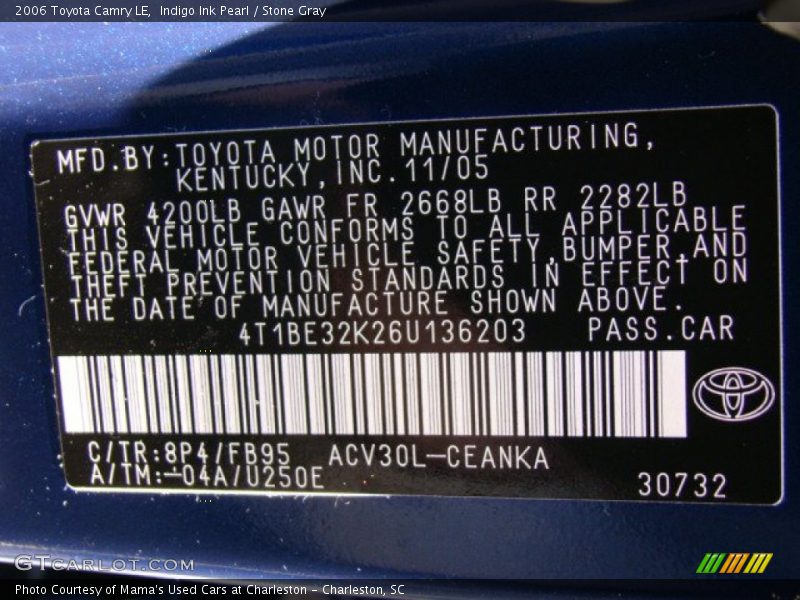 2006 Toyota Camry LE,  Indigo Ink Pearl / Stone Gray
MFD.BY:TOYOTA MOTOR MANUFACTURING,
KENTUCKY,INC.11/05
GVWR 4200LB GAWR FR 2668LB RR 2282LB
THIS VEHICLE CONFORMS TO ALL APPLICABLE
FEDERAL MOTOR VEHICLE SAFETY,BUMPER,AND
THEFT PREVENTION STANDARDS IN EFFECT ON
THE DATE OF MANUFACTURE SHOWN ABOVE.
4T1BE32K26U136203 PASS.CAR
C/TR:8P4/FB95 ACV30L-CEANKA
A/TM:-04A/U250E 30732
GTCARLOT.COM
Photo Courtesy of Mama's Used Cars at Charleston - Charleston, SC